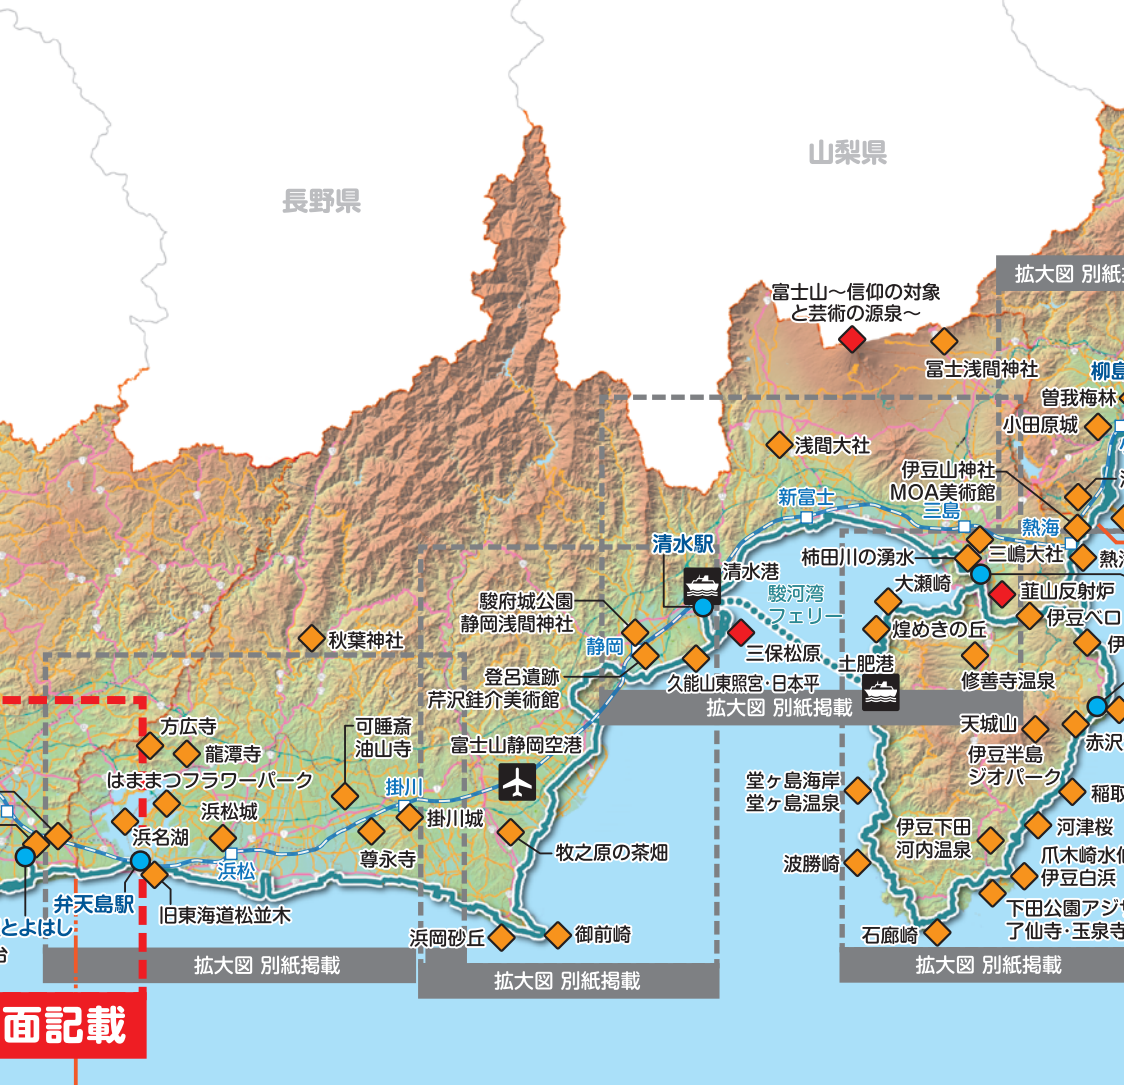 山梨県
長野県
拡大図 別紙
富士山～信仰の対象
と芸術の源泉～
富士浅間神社
柳島
曽我梅林
小田原城
浅間大社
伊豆山神社
MOA美術館
新富士
三島
熱海
清水駅
柿田川の湧水
三嶋大社
熱海
清水港
大瀬崎
韮山反射炉
駿河湾
フェリー
駿府城公園
静岡浅間神社
伊豆ベロ
煌めきの丘
秋葉神社
静岡
伊
三保松原
土肥港
登呂遺跡
芹沢銈介美術館
久能山東照宮・日本平
修善寺温泉
拡大図 別紙掲載
方広寺
可睡斎
油山寺
天城山
龍潭寺
富士山静岡空港
赤沢
伊豆半島
ジオパーク
はままつフラワーパーク
堂ヶ島海岸
堂ヶ島温泉
掛川
稲取
浜松城
掛川城
伊豆下田
河内温泉
河津桜
浜名湖
尊永寺
牧之原の茶畑
爪木崎水仙
波勝崎
浜松
伊豆白浜
弁天島駅
旧東海道松並木
下田公園アジサ
了仙寺・玉泉寺
とよはし
台
浜岡砂丘
御前崎
石廊崎
拡大図 別紙掲載
拡大図 別紙掲載
拡大図 別紙掲載
面記載